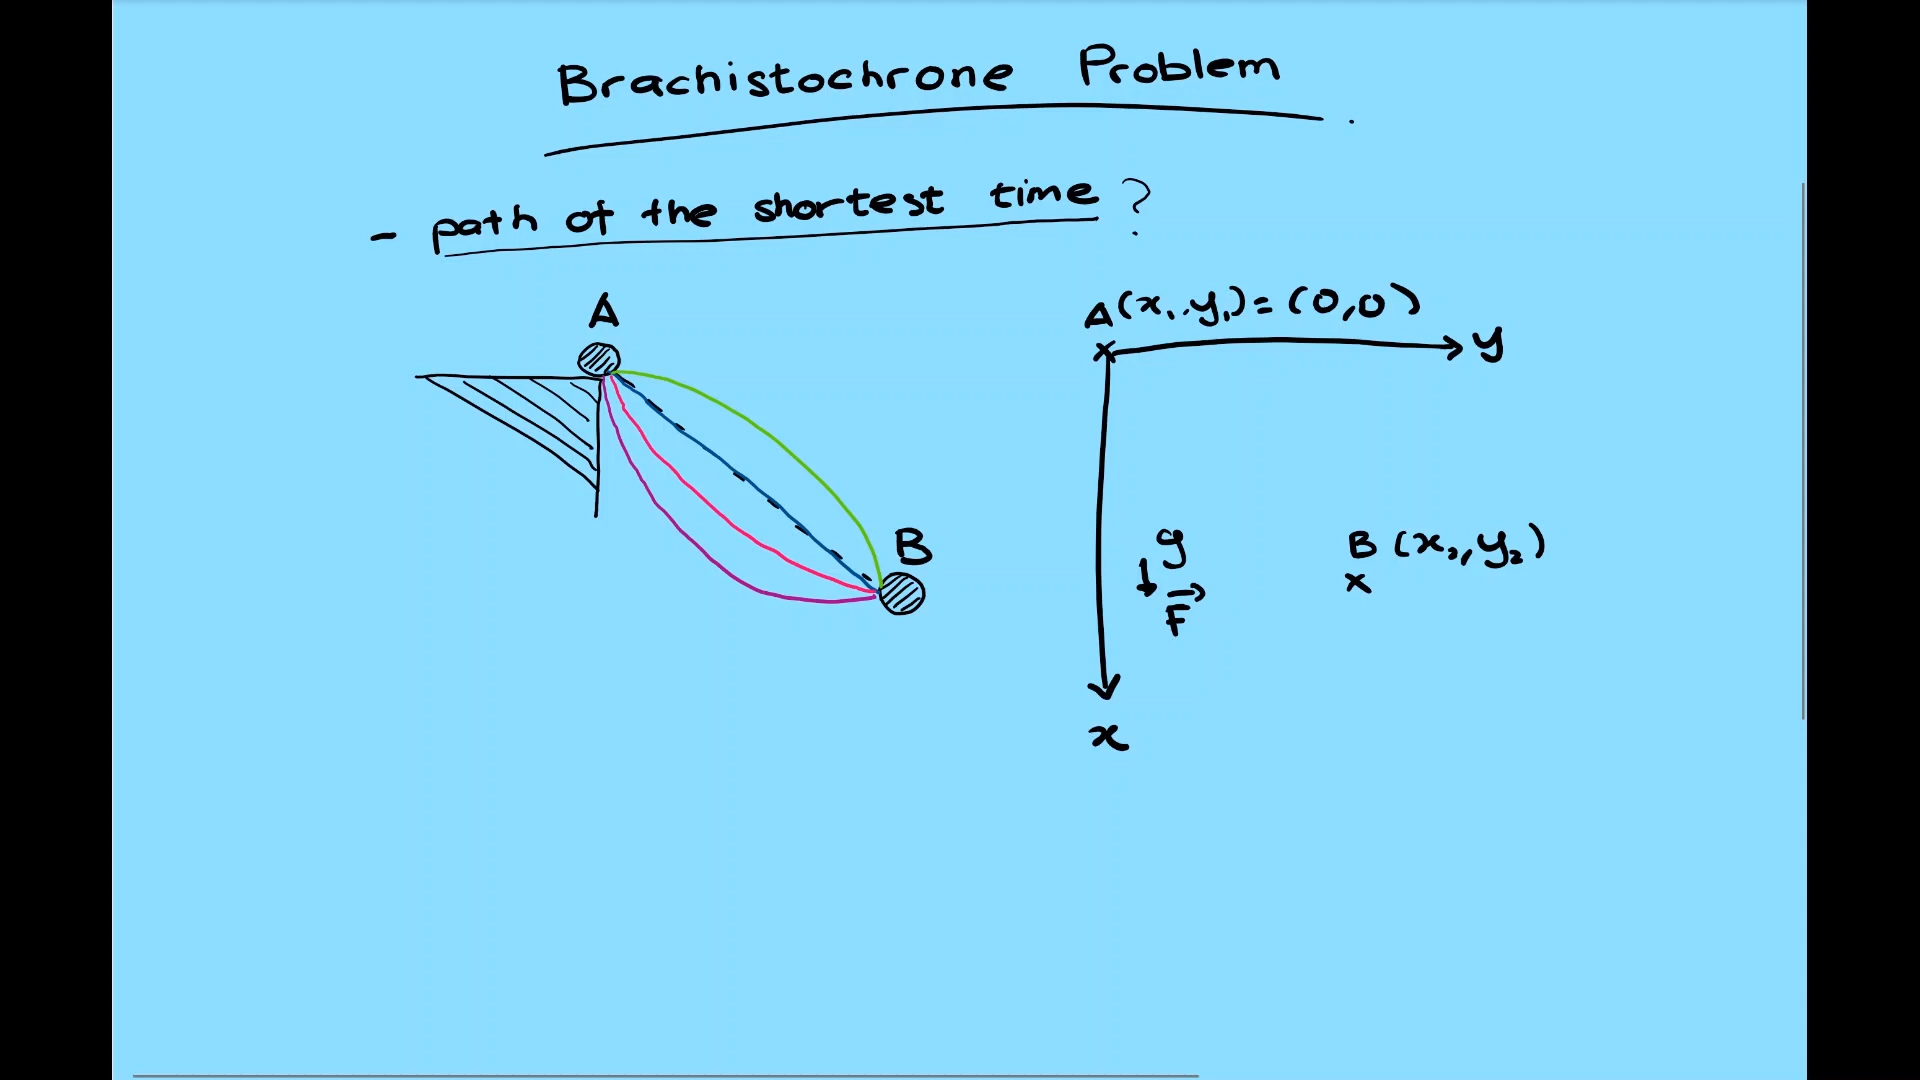 Brachistochrone Problem
- path of the shortest time ?
A
A(x₁, y₁) = (0,0)
y
B
g
F
B (x₂, y₂)
x